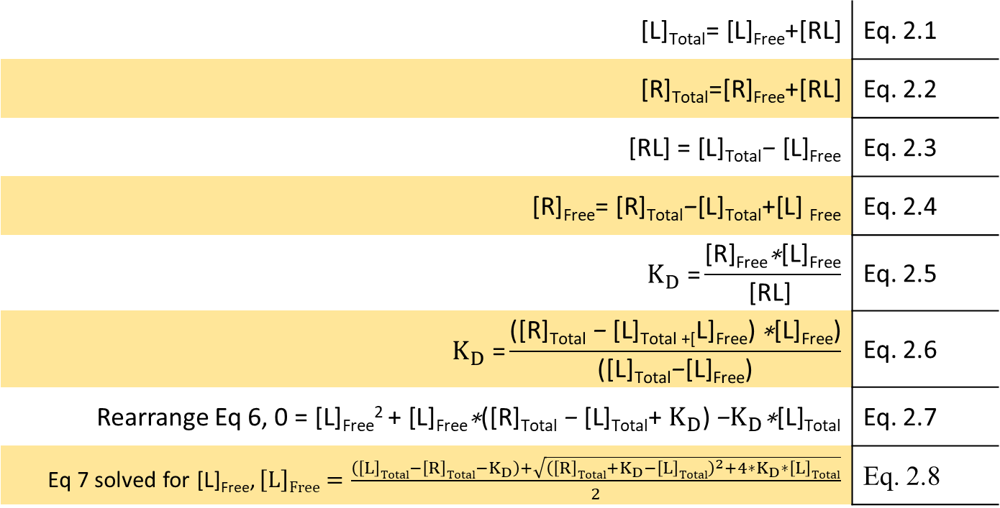 [L]Total= [L]Free+[RL] Eq. 2.1
[R]Total=[R]Free+[RL] Eq. 2.2
[RL] = [L]Total− [L]Free Eq. 2.3
[R]Free= [R]Total−[L]Total+[L] Free Eq. 2.4
K_D = \frac{[R]Free*[L]Free}{[RL]} Eq. 2.5
K_D = \frac{([R]Total − [L]Total +[L]Free) *[L]Free)}{([L]Total−[L]Free)} Eq. 2.6
Rearrange Eq 6, 0 = [L]Free² + [L]Free*([R]Total − [L]Total+ K_D) −K_D*[L]Total Eq. 2.7
Eq 7 solved for [L]Free, [L]Free = \frac{([L]Total−[R]Total−K_D)+√(([R]Total+K_D−[L]Total)²+4*K_D*[L]Total}{2} Eq. 2.8